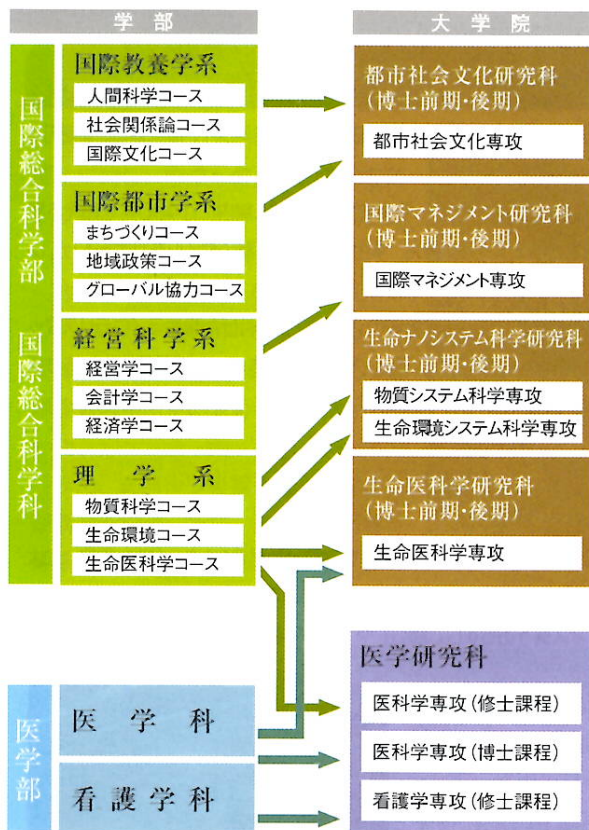 学部
大学院
国際総合科学部
国際総合科学科
国際教養学系
人間科学コース
社会関係論コース
国際文化コース
国際都市学系
まちづくりコース
地域政策コース
グローバル協力コース
経営科学系
経営学コース
会計学コース
経済学コース
理学系
物質科学コース
生命環境コース
生命医科学コース
医学部
医学科
看護学科
都市社会文化研究科
(博士前期・後期)
都市社会文化専攻
国際マネジメント研究科
(博士前期・後期)
国際マネジメント専攻
生命ナノシステム科学研究科
(博士前期・後期)
物質システム科学専攻
生命環境システム科学専攻
生命医科学研究科
(博士前期・後期)
生命医科学専攻
医学研究科
医科学専攻(修士課程)
医科学専攻(博士課程)
看護学専攻(修士課程)